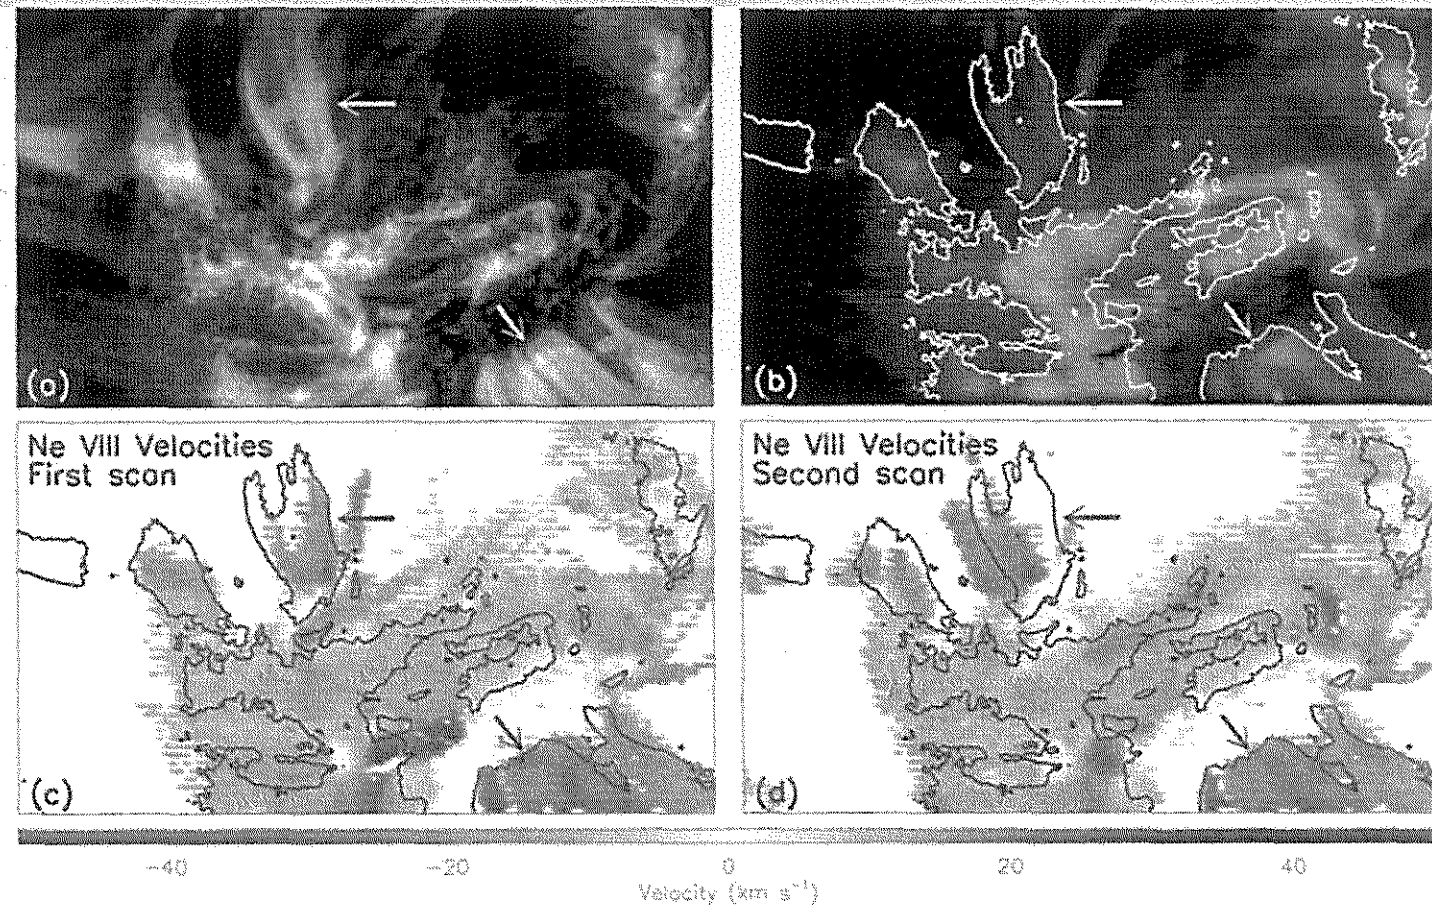 (a)
(b)
Ne VIII Velocities
First scan
(c)
Ne VIII Velocities
Second scan
(d)
−40 −20 0 20 40
Velocity (km s⁻¹)